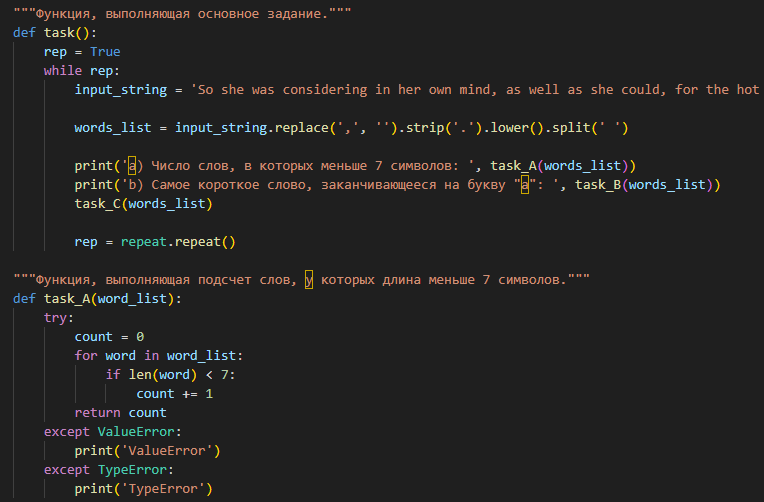 """Функция, выполняющая основное задание."""
def task():
    rep = True
    while rep:
        input_string = 'So she was considering in her own mind, as well as she could, for the hot
        words_list = input_string.replace(',', '').strip('.').lower().split(' ')
        print('а) Число слов, в которых меньше 7 символов: ', task_A(words_list))
        print('b) Самое короткое слово, заканчивающееся на букву "а": ', task_B(words_list))
        task_C(words_list)
        rep = repeat.repeat()
"""Функция, выполняющая подсчет слов, у которых длина меньше 7 символов."""
def task_A(word_list):
    try:
        count = 0
        for word in word_list:
            if len(word) < 7:
                count += 1
        return count
    except ValueError:
        print('ValueError')
    except TypeError:
        print('TypeError')